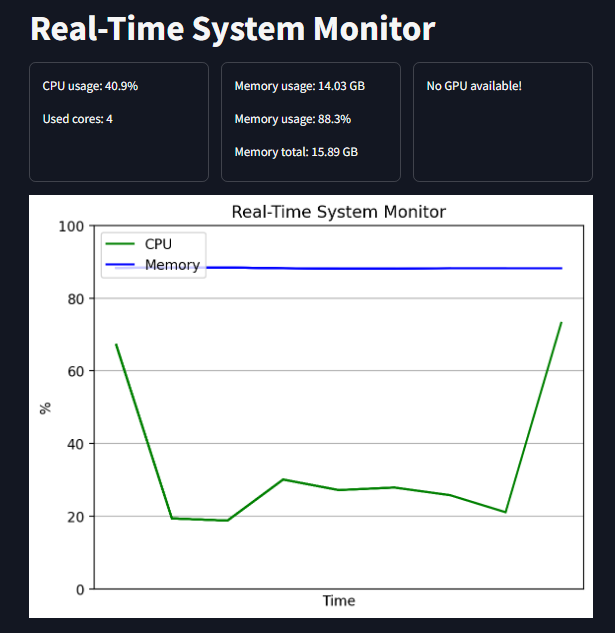 Real-Time System Monitor
CPU usage: 40.9%
Used cores: 4
Memory usage: 14.03 GB
Memory usage: 88.3%
Memory total: 15.89 GB
No GPU available!
Real-Time System Monitor
CPU
Memory
100
80
60
40
20
0
%
Time